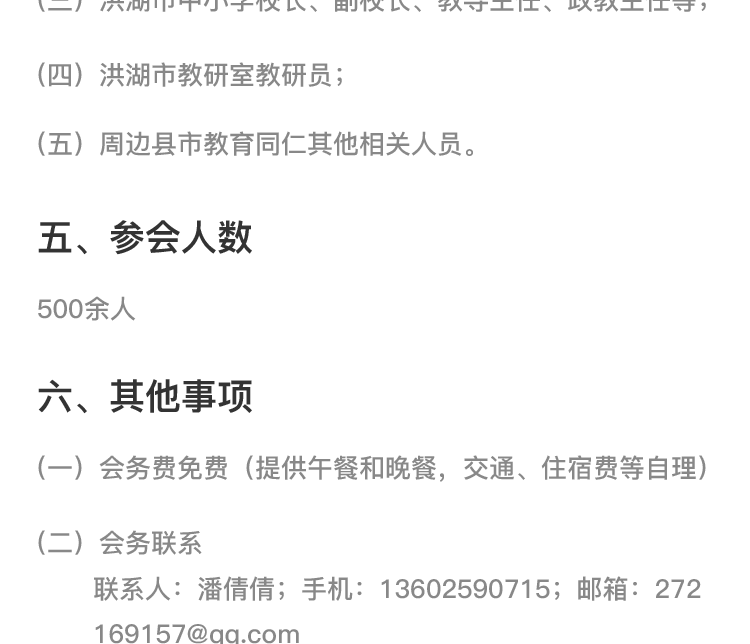 （三）洪湖市中小学校长、副校长、教导主任、政教主任等；
（四）洪湖市教研室教研员；
（五）周边县市教育同仁其他相关人员。
五、参会人数
500余人
六、其他事项
（一）会务费免费（提供午餐和晚餐，交通、住宿费等自理）
（二）会务联系
联系人：潘倩倩；手机：13602590715；邮箱：272
169157@qq.com